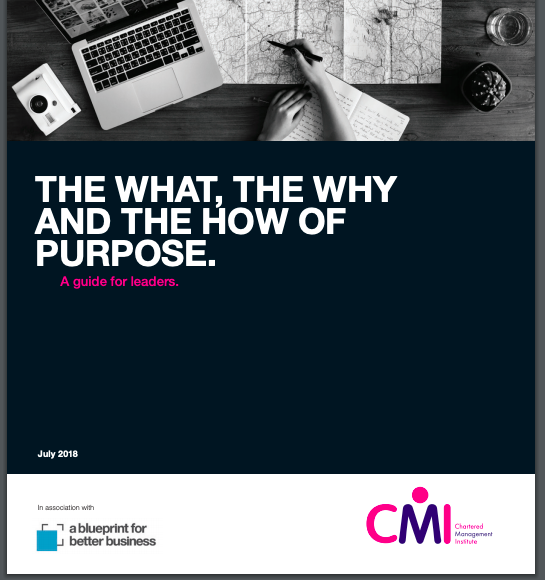 THE WHAT, THE WHY
AND THE HOW OF
PURPOSE.
A guide for leaders.
July 2018
In association with
a blueprint for
better business
CMI
Chartered
Management
Institute